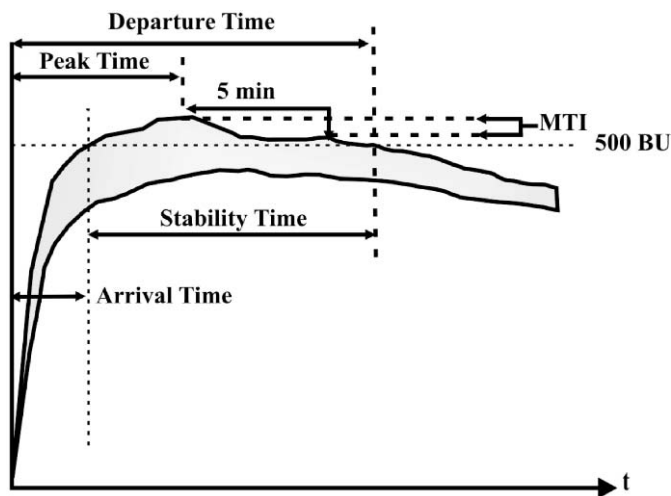 Departure Time
Peak Time
5 min
MTI
500 BU
Stability Time
Arrival Time
t